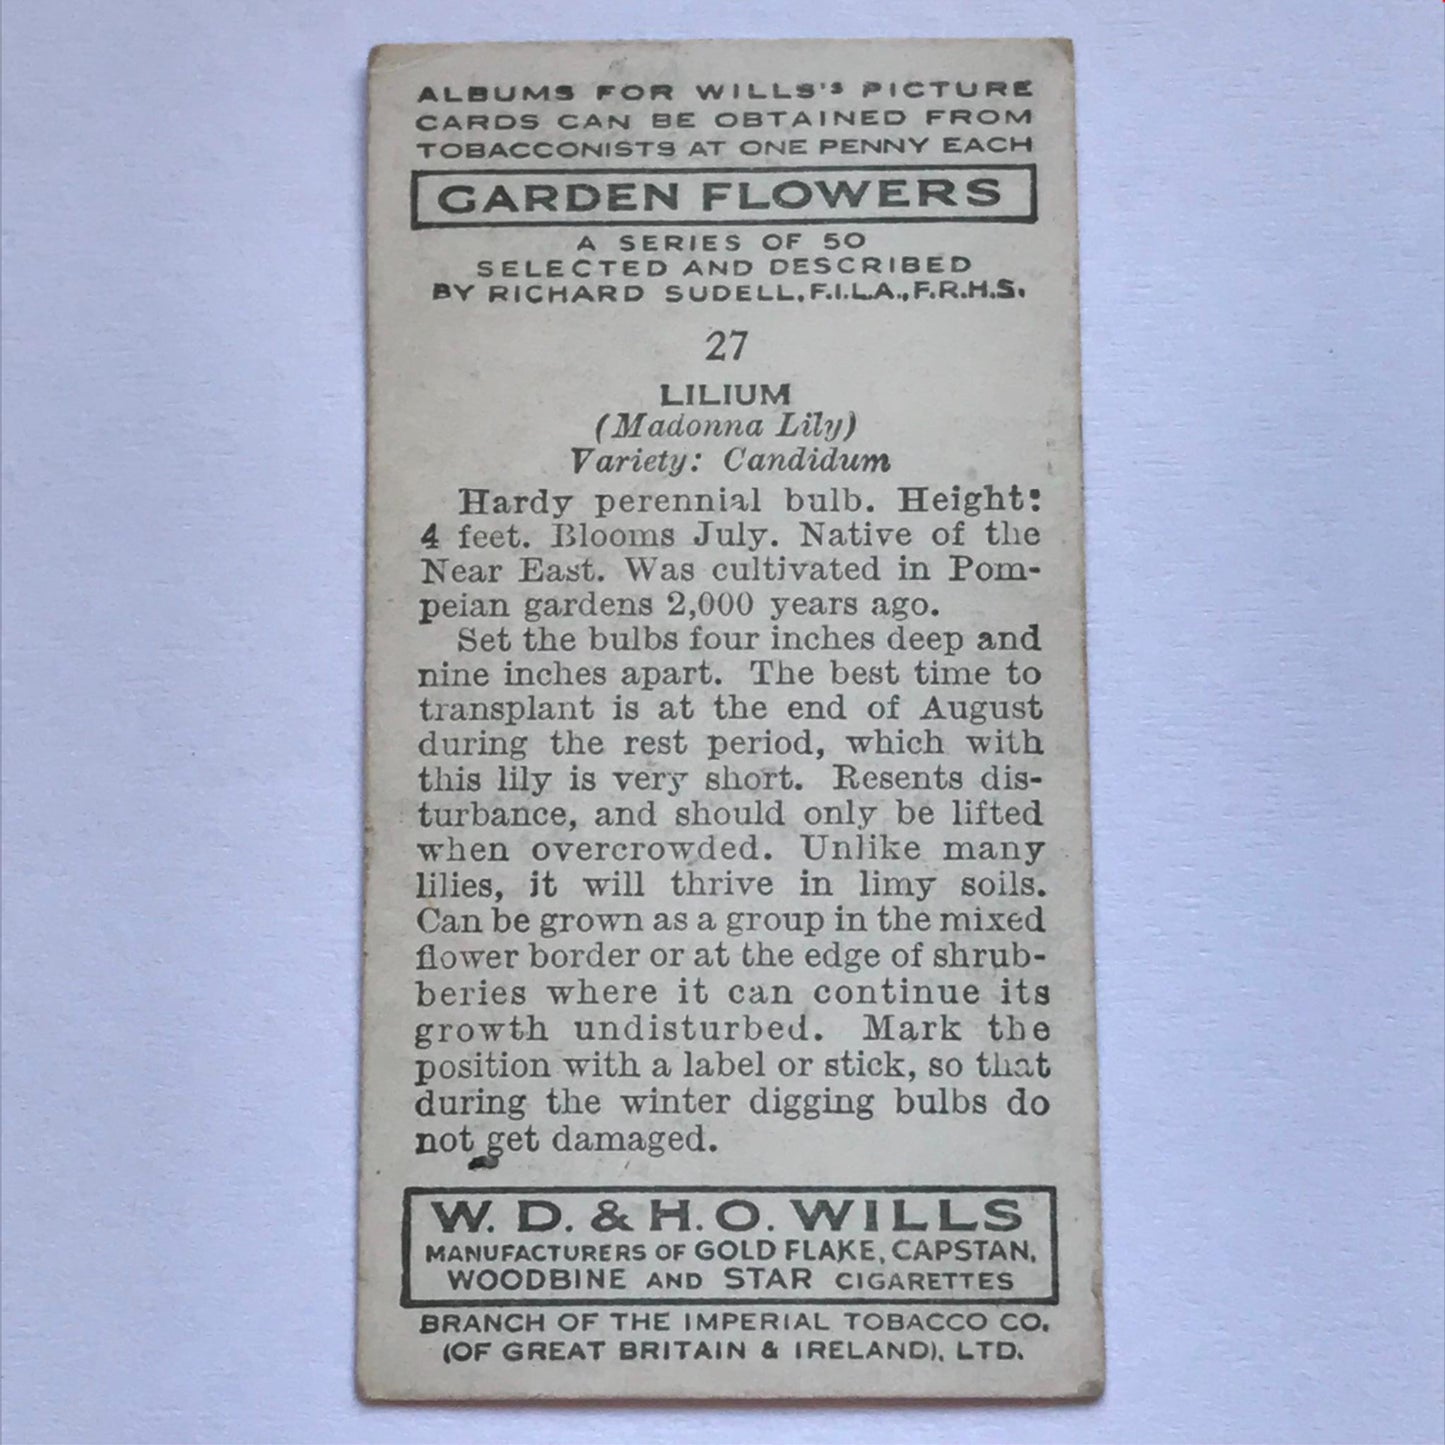 ALBUMS FOR WILLS'S PICTURE
CARDS CAN BE OBTAINED FROM
TOBACCONISTS AT ONE PENNY EACH
GARDEN FLOWERS
A SERIES OF 50
SELECTED AND DESCRIBED
BY RICHARD SUDELL, F.I.L.A., F.R.H.S.
27
LILIUM
(Madonna Lily)
Variety: Candidum
Hardy perennial bulb. Height:
4 feet. Blooms July. Native of the
Near East. Was cultivated in Pom-
peian gardens 2,000 years ago.
Set the bulbs four inches deep and
nine inches apart. The best time to
transplant is at the end of August
during the rest period, which with
this lily is very short. Resents dis-
turbance, and should only be lifted
when overcrowded. Unlike many
lilies, it will thrive in limy soils.
Can be grown as a group in the mixed
flower border or at the edge of shrub-
beries where it can continue its
growth undisturbed. Mark the
position with a label or stick, so that
during the winter digging bulbs do
not get damaged.
W. D. & H. O. WILLS
MANUFACTURERS OF GOLD FLAKE, CAPSTAN,
WOODBINE AND STAR CIGARETTES
BRANCH OF THE IMPERIAL TOBACCO CO.
(OF GREAT BRITAIN & IRELAND), LTD.